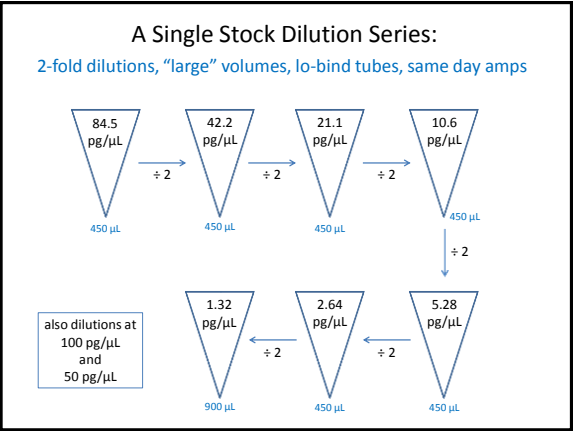 A Single Stock Dilution Series:
2-fold dilutions, “large” volumes, lo-bind tubes, same day amps
84.5
pg/µL
450 µL
÷ 2
42.2
pg/µL
450 µL
÷ 2
21.1
pg/µL
450 µL
÷ 2
10.6
pg/µL
450 µL
÷ 2
5.28
pg/µL
450 µL
÷ 2
2.64
pg/µL
450 µL
÷ 2
1.32
pg/µL
900 µL
also dilutions at
100 pg/µL
and
50 pg/µL